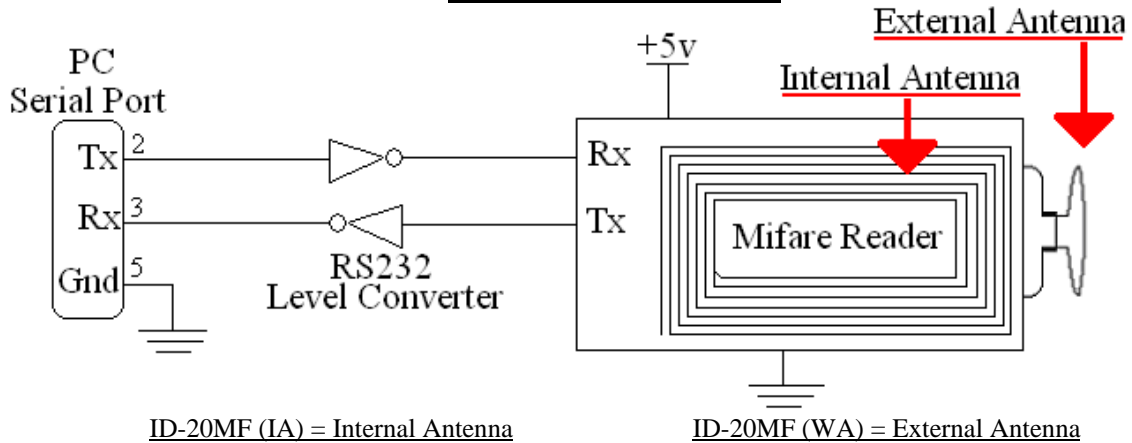 External Antenna
+5v
Internal Antenna
PC
Serial Port
Tx 2
Rx 3
Gnd 5
RS232
Level Converter
Rx
Tx
Mifare Reader
ID-20MF (IA) = Internal Antenna
ID-20MF (WA) = External Antenna